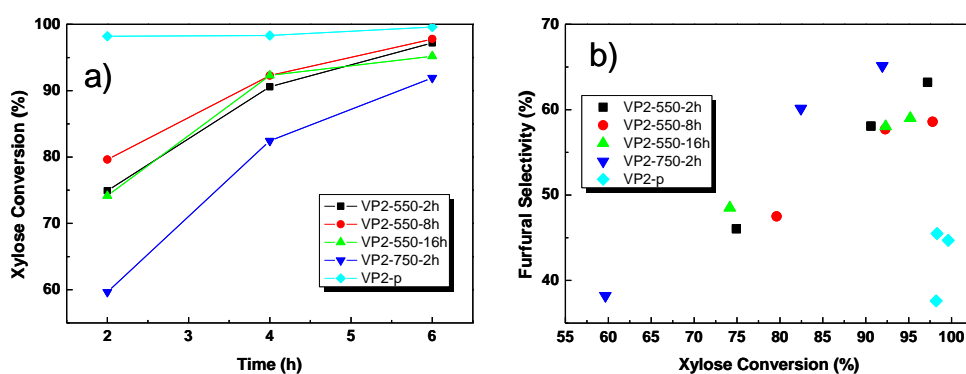 a)
Xylose Conversion (%)
100
90
80
70
60
2
3
4
5
6
Time (h)
VP2-550-2h
VP2-550-8h
VP2-550-16h
VP2-750-2h
VP2-p
b)
Furfural Selectivity (%)
70
60
50
40
55
60
65
70
75
80
85
90
95
100
Xylose Conversion (%)
VP2-550-2h
VP2-550-8h
VP2-550-16h
VP2-750-2h
VP2-p